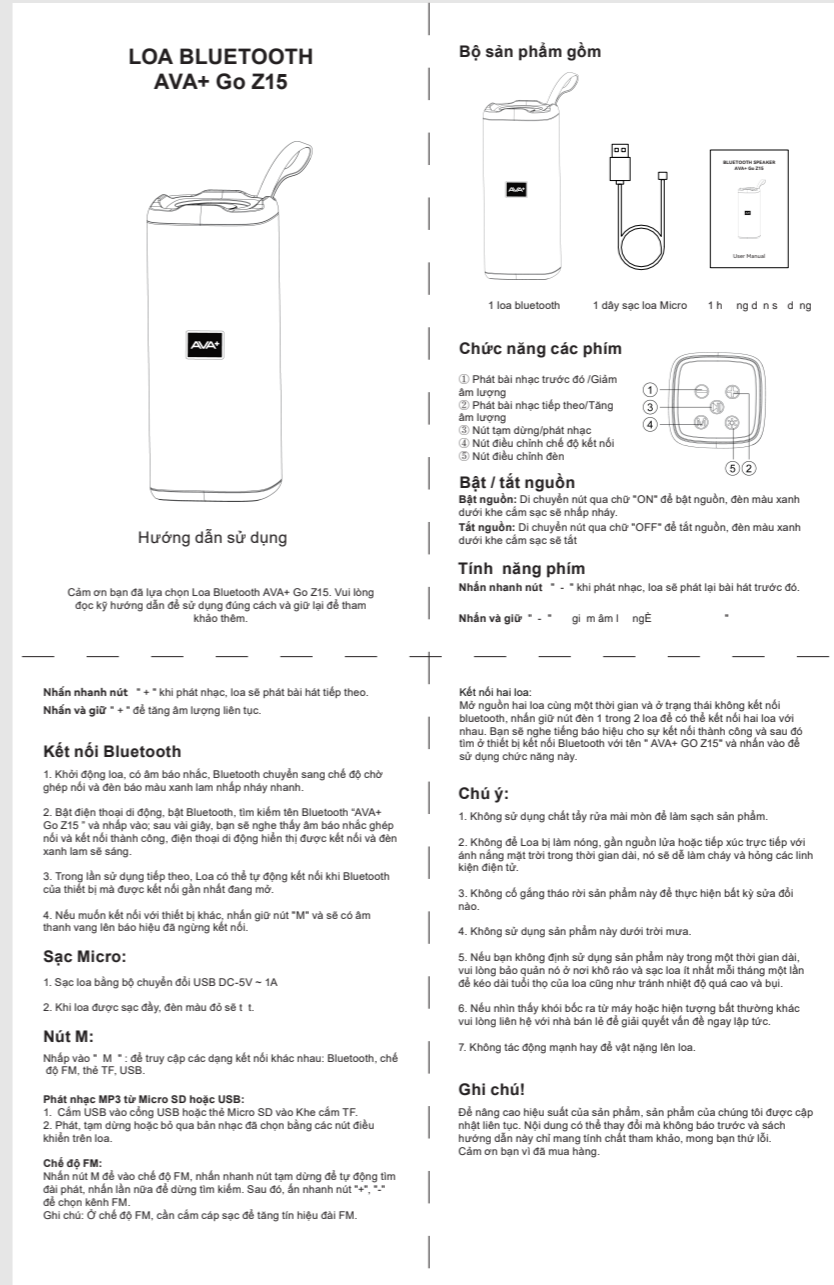 LOA BLUETOOTH
AVA+ Go Z15
AVA+
Hướng dẫn sử dụng
Cảm ơn bạn đã lựa chọn Loa Bluetooth AVA+ Go Z15. Vui lòng
đọc kỹ hướng dẫn để sử dụng đúng cách và giữ lại để tham
khảo thêm.
Bộ sản phẩm gồm
AVA+
BLUETOOTH SPEAKER
AVA+ Go Z15
User Manual
1 loa bluetooth
1 dây sạc loa Micro
1 h ng d n s d ng
Chức năng các phím
① Phát bài nhạc trước đó /Giảm
âm lượng
② Phát bài nhạc tiếp theo/Tăng
âm lượng
③ Nút tạm dừng/phát nhạc
④ Nút điều chỉnh chế độ kết nối
⑤ Nút điều chỉnh đèn
①
③
④
M
⑤②
Bật / tắt nguồn
Bật nguồn: Di chuyển nút qua chữ "ON" để bật nguồn, đèn màu xanh
dưới khe cắm sạc sẽ nhấp nháy.
Tắt nguồn: Di chuyển nút qua chữ "OFF" để tắt nguồn, đèn màu xanh
dưới khe cắm sạc sẽ tắt
Tính năng phím
Nhấn nhanh nút " - " khi phát nhạc, loa sẽ phát lại bài hát trước đó.
Nhấn và giữ " - " gi m âm l ngÈ "
Nhấn nhanh nút " + " khi phát nhạc, loa sẽ phát bài hát tiếp theo.
Nhấn và giữ " + " để tăng âm lượng liên tục.
Kết nối Bluetooth
1. Khởi động loa, có âm báo nhắc, Bluetooth chuyển sang chế độ chờ
ghép nối và đèn báo màu xanh lam nhấp nháy nhanh.
2. Bật điện thoại di động, bật Bluetooth, tìm kiếm tên Bluetooth “AVA+
Go Z15 ” và nhấp vào; sau vài giây, bạn sẽ nghe thấy âm báo nhắc ghép
nối và kết nối thành công, điện thoại di động hiển thị được kết nối và đèn
xanh lam sẽ sáng.
3. Trong lần sử dụng tiếp theo, Loa có thể tự động kết nối khi Bluetooth
của thiết bị mà được kết nối gần nhất đang mở.
4. Nếu muốn kết nối với thiết bị khác, nhấn giữ nút "M" và sẽ có âm
thanh vang lên báo hiệu đã ngừng kết nối.
Sạc Micro:
1. Sạc loa bằng bộ chuyển đổi USB DC-5V ~ 1A
2. Khi loa được sạc đầy, đèn màu đỏ sẽ t t.
Nút M:
Nhấp vào " M " : để truy cập các dạng kết nối khác nhau: Bluetooth, chế
độ FM, thẻ TF, USB.
Phát nhạc MP3 từ Micro SD hoặc USB:
1. Cắm USB vào cổng USB hoặc thẻ Micro SD vào Khe cắm TF.
2. Phát, tạm dừng hoặc bỏ qua bản nhạc đã chọn bằng các nút điều
khiển trên loa.
Chế độ FM:
Nhấn nút M để vào chế độ FM, nhấn nhanh nút tạm dừng để tự động tìm
đài phát, nhấn lần nữa để dừng tìm kiếm. Sau đó, ấn nhanh nút "+", "-"
để chọn kênh FM.
Ghi chú: Ở chế độ FM, cần cắm cáp sạc để tăng tín hiệu đài FM.
Kết nối hai loa:
Mở nguồn hai loa cùng một thời gian và ở trạng thái không kết nối
bluetooth, nhấn giữ nút đèn 1 trong 2 loa để có thể kết nối hai loa với
nhau. Bạn sẽ nghe tiếng báo hiệu cho sự kết nối thành công và sau đó
tìm ở thiết bị kết nối Bluetooth với tên " AVA+ GO Z15" và nhấn vào để
sử dụng chức năng này.
Chú ý:
1. Không sử dụng chất tẩy rửa mài mòn để làm sạch sản phẩm.
2. Không để Loa bị làm nóng, gần nguồn lửa hoặc tiếp xúc trực tiếp với
ánh nắng mặt trời trong thời gian dài, nó sẽ dễ làm cháy và hỏng các linh
kiện điện tử.
3. Không cố gắng tháo rời sản phẩm này để thực hiện bất kỳ sửa đổi
nào.
4. Không sử dụng sản phẩm này dưới trời mưa.
5. Nếu bạn không định sử dụng sản phẩm này trong một thời gian dài,
vui lòng bảo quản nó ở nơi khô ráo và sạc loa ít nhất mỗi tháng một lần
để kéo dài tuổi thọ của loa cũng như tránh nhiệt độ quá cao và bụi.
6. Nếu nhìn thấy khói bốc ra từ máy hoặc hiện tượng bất thường khác
vui lòng liên hệ với nhà bán lẻ để giải quyết vấn đề ngay lập tức.
7. Không tác động mạnh hay để vật nặng lên loa.
Ghi chú!
Để nâng cao hiệu suất của sản phẩm, sản phẩm của chúng tôi được cập
nhật liên tục. Nội dung có thể thay đổi mà không báo trước và sách
hướng dẫn này chỉ mang tính chất tham khảo, mong bạn thứ lỗi.
Cảm ơn bạn vì đã mua hàng.